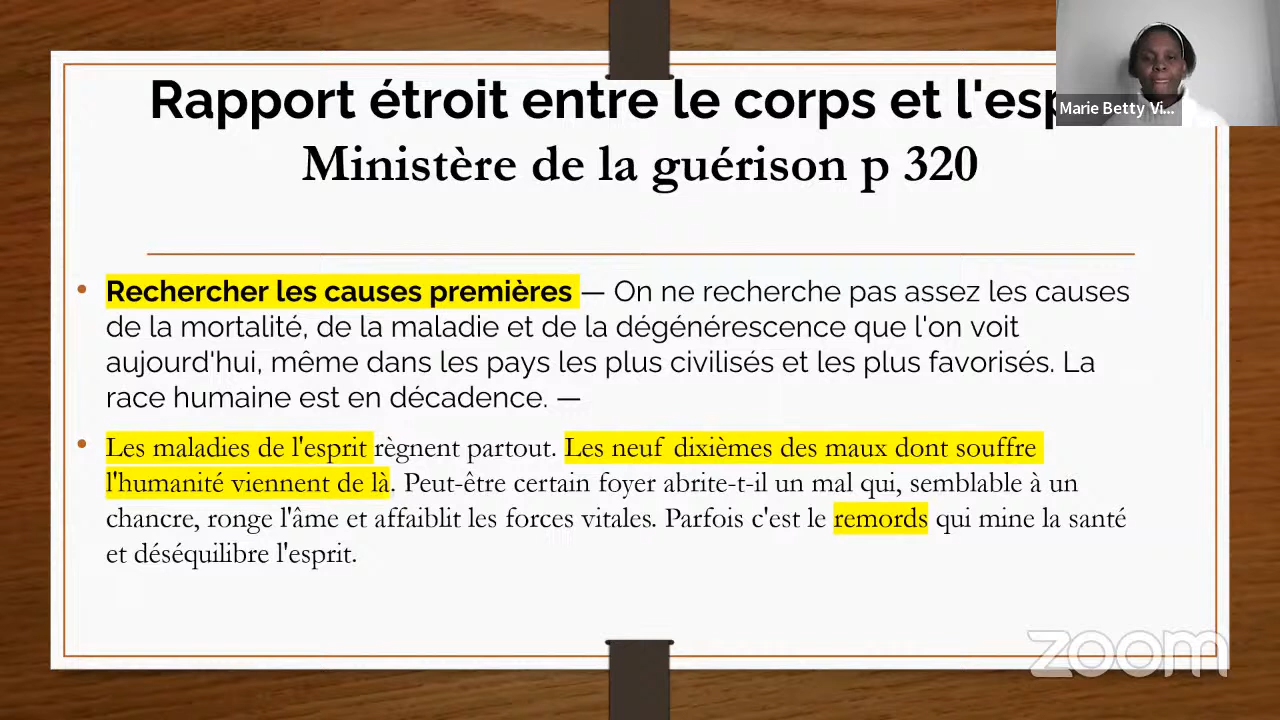 Rapport étroit entre le corps et l'esp
Ministère de la guérison p 320
Marie Betty Vi...
Rechercher les causes premières — On ne recherche pas assez les causes
de la mortalité, de la maladie et de la dégénérescence que l'on voit
aujourd'hui, même dans les pays les plus civilisés et les plus favorisés. La
race humaine est en décadence. —
Les maladies de l'esprit règnent partout. Les neuf dixièmes des maux dont souffre
l'humanité viennent de là. Peut-être certain foyer abrite-t-il un mal qui, semblable à un
chancre, ronge l'âme et affaiblit les forces vitales. Parfois c'est le remords qui mine la santé
et déséquilibre l'esprit.
zoom